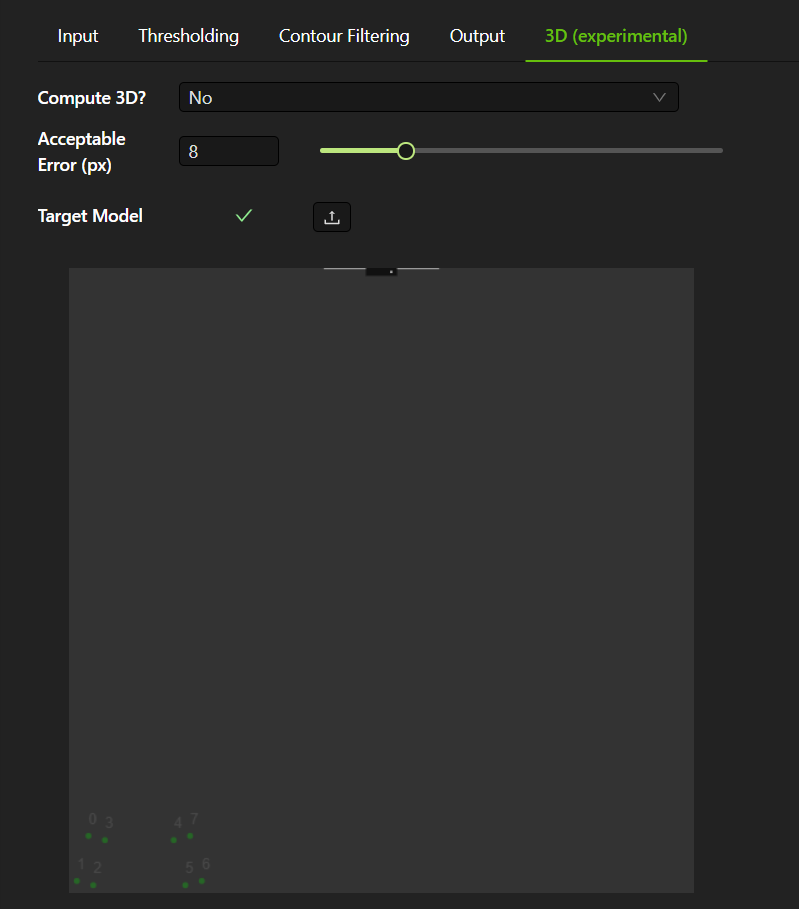 Input Thresholding Contour Filtering Output 3D (experimental)
Compute 3D? No
Acceptable
Error (px) 8
Target Model
0 3 4 7
1 2 5 6